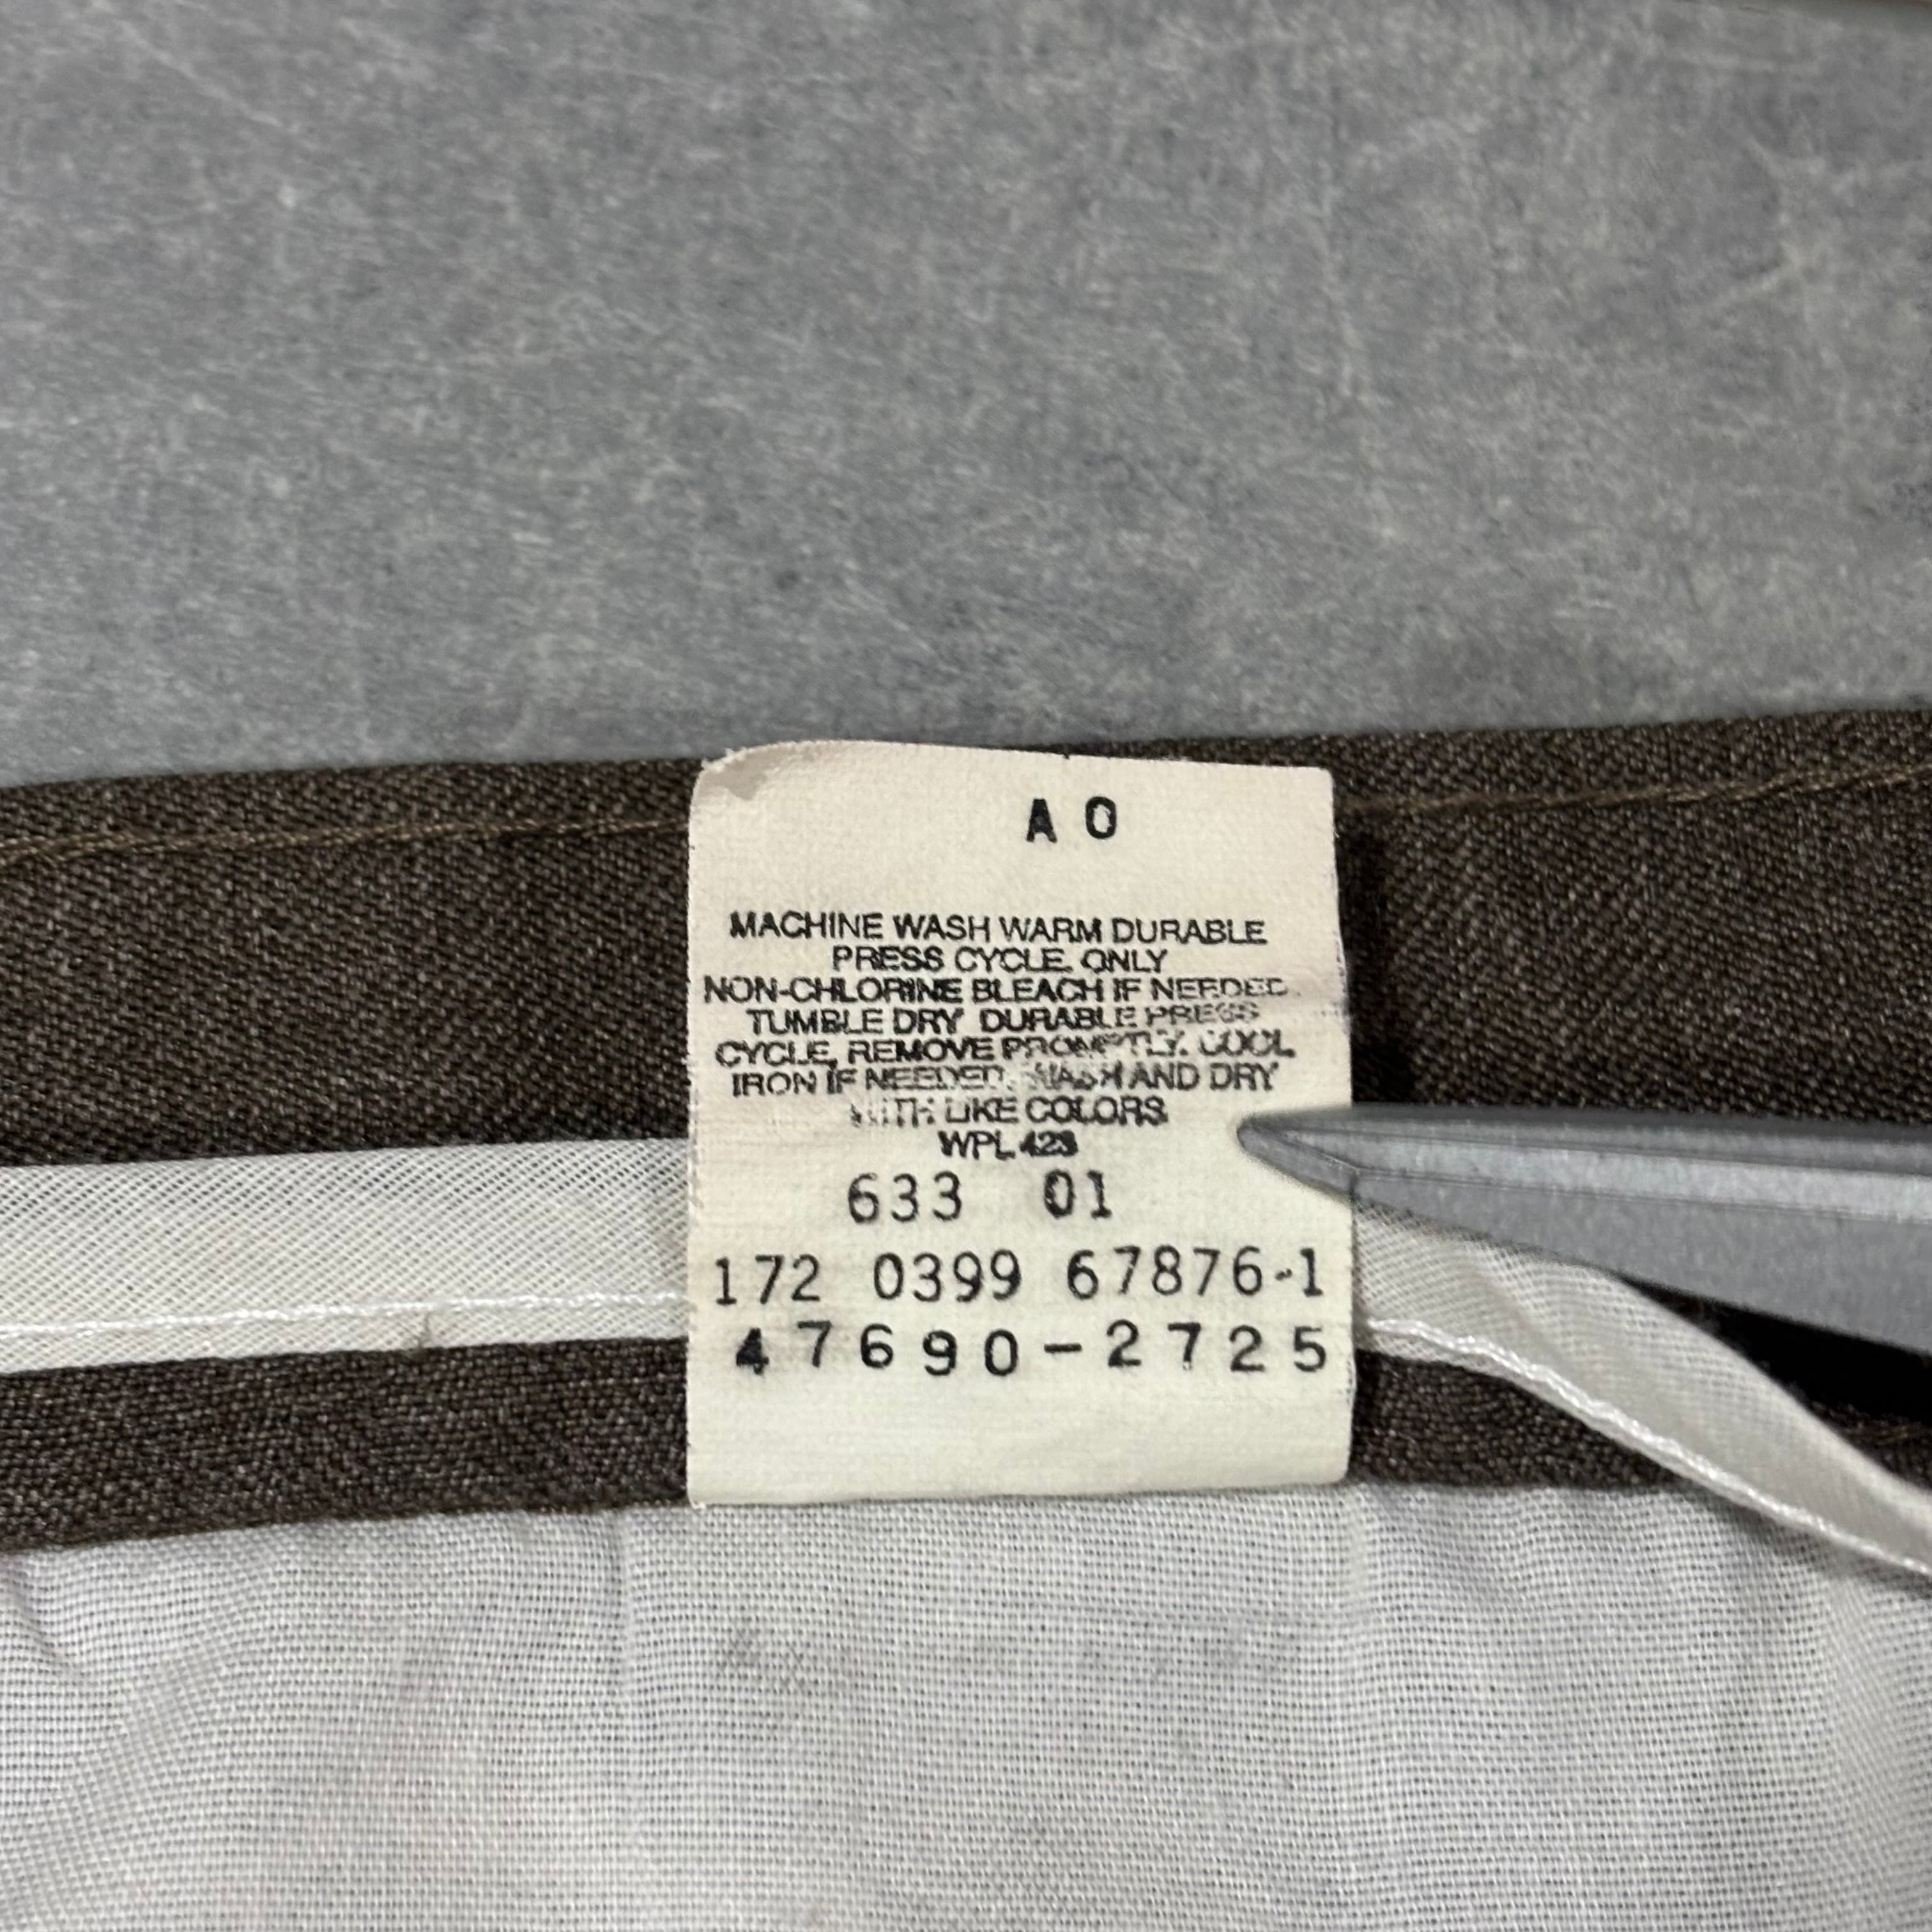 A 0
MACHINE WASH WARM DURABLE
PRESS CYCLE. ONLY
NON-CHLORINE BLEACH IF NEEDED.
TUMBLE DRY DURABLE PRESS
CYCLE, REMOVE PROMPTLY. COOL
IRON IF NEEDED. WASH AND DRY
WITH LIKE COLORS.
WPL 423
633 01
172 0399 67876-1
47690-2725